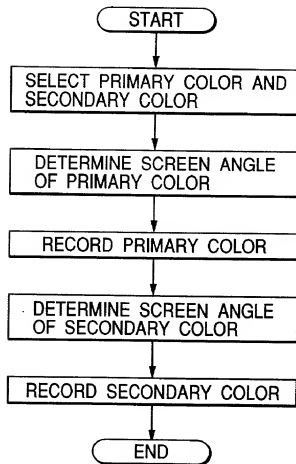 START
SELECT PRIMARY COLOR AND
SECONDARY COLOR
DETERMINE SCREEN ANGLE
OF PRIMARY COLOR
RECORD PRIMARY COLOR
DETERMINE SCREEN ANGLE
OF SECONDARY COLOR
RECORD SECONDARY COLOR
END